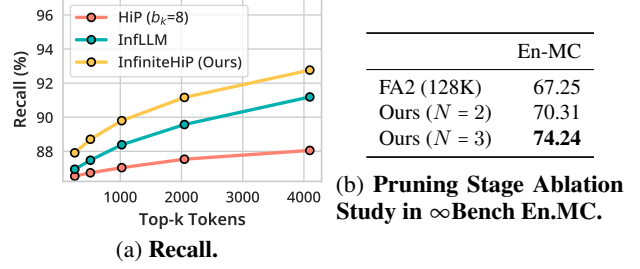 96
94
92
90
88
Recall (%)
HiP (b_k=8)
InfLLM
InfiniteHiP (Ours)
1000 2000 3000 4000
Top-k Tokens
(a) Recall.
En-MC
FA2 (128K) 67.25
Ours (N = 2) 70.31
Ours (N = 3) 74.24
(b) Pruning Stage Ablation
Study in ∞Bench En.MC.